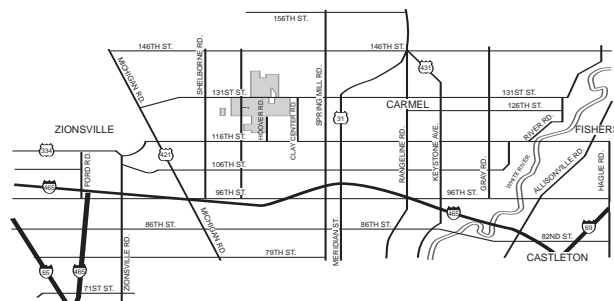 156TH ST.
146TH ST.
146TH ST.
MICHIGAN RD.
SHELBORNE RD.
SPRING MILL RD.
431
131ST ST.
131ST ST.
126TH ST.
HOOVER RD.
CLAY CENTER RD.
31
CARMEL
RIVER RD.
ZIONSVILLE
116TH ST.
FISHERS
334
421
106TH ST.
FORD RD.
RANGELINE RD.
KEYSTONE AVE.
GRAY RD.
WHITE RIVER
ALLISONVILLE RD.
HAGUE RD.
465
96TH ST.
96TH ST.
465
MICHIGAN RD.
86TH ST.
86TH ST.
82ND ST.
69
ZIONSVILLE RD.
MERIDIAN ST.
79TH ST.
CASTLETON
65
465
71ST ST.